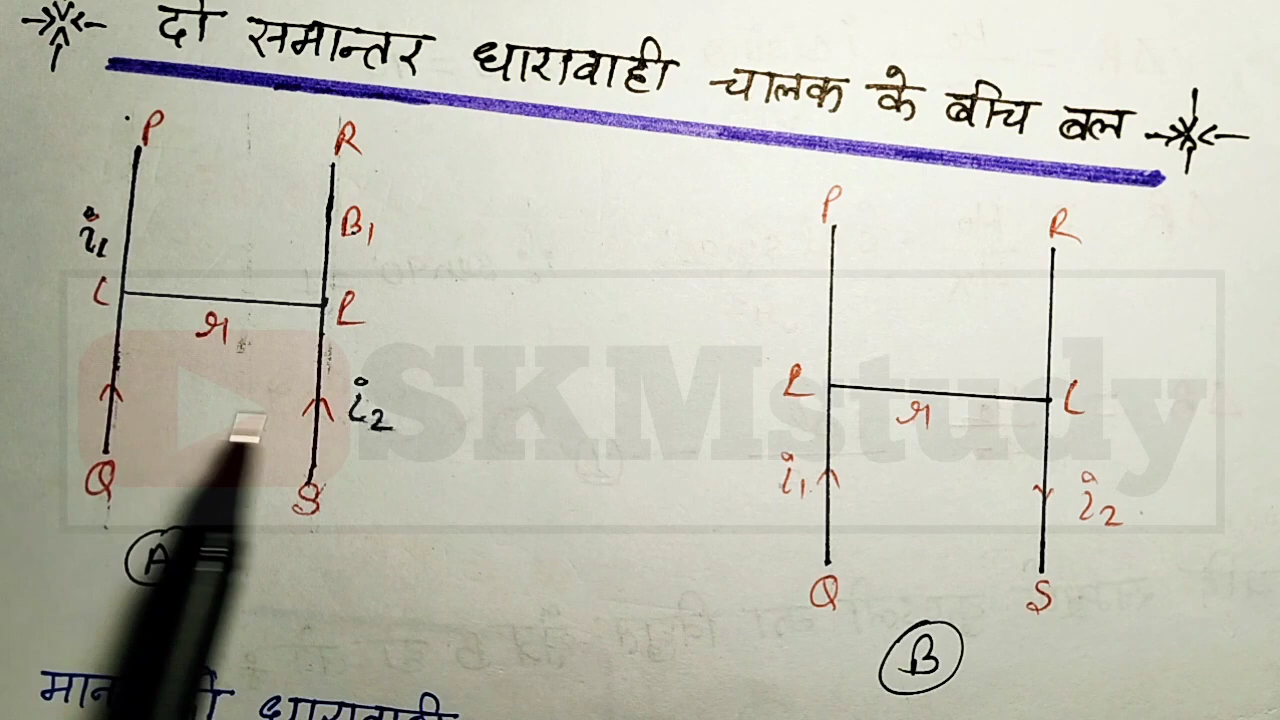 दो समान्तर धारावाही चालक के बीच बल
P R
i₁ B₁
L L
r
i₂
Q S
A
P R
L L
r
i₁ i₂
Q S
B
SKMstudy
धारावाही